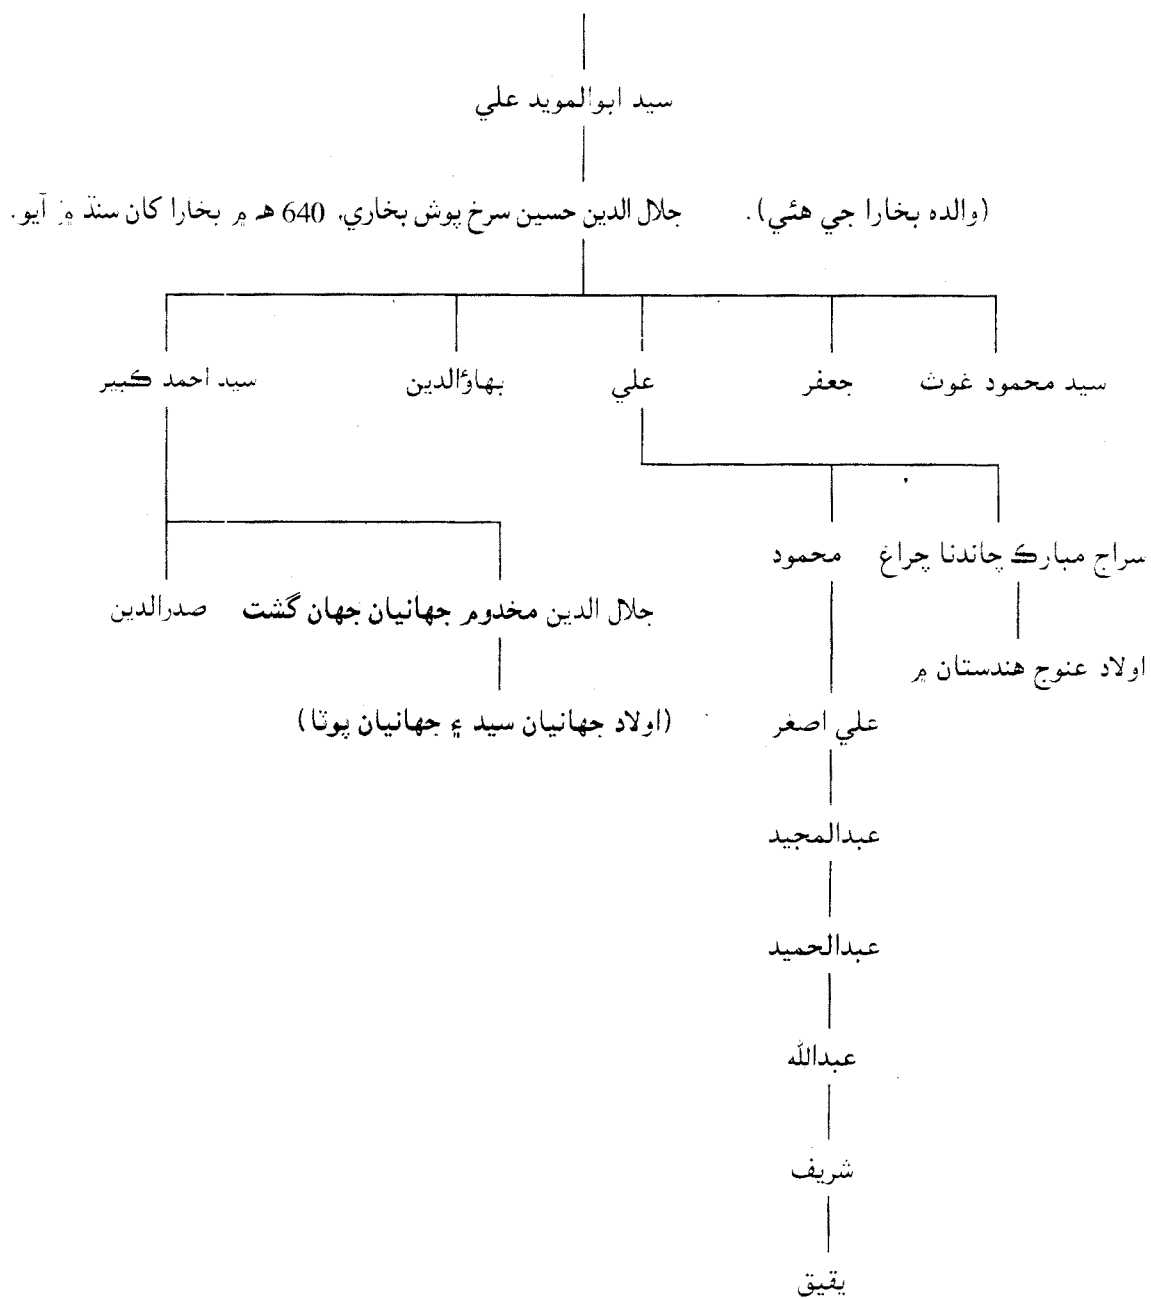 سيد ابوالمويد علي
(والده بخارا جي هئي). جلال الدين حسين سرخ پوش بخاري، 640 هه ۾ بخارا کان سنڌ ۾ آيو.
سيد محمود غوث جعفر علي بهاؤالدين سيد احمد ڪبير
سراج مبارڪ چاندنا چراغ محمود
جلال الدين مخدوم جهانيان جهان گشت صدرالدين
اولاد عنوج هندستان ۾
علي اصغر (اولاد جهانيان سيد ۽ جهانيان پوٽا)
عبدالمجيد
عبدالحميد
عبدالله
شريف
يقيق